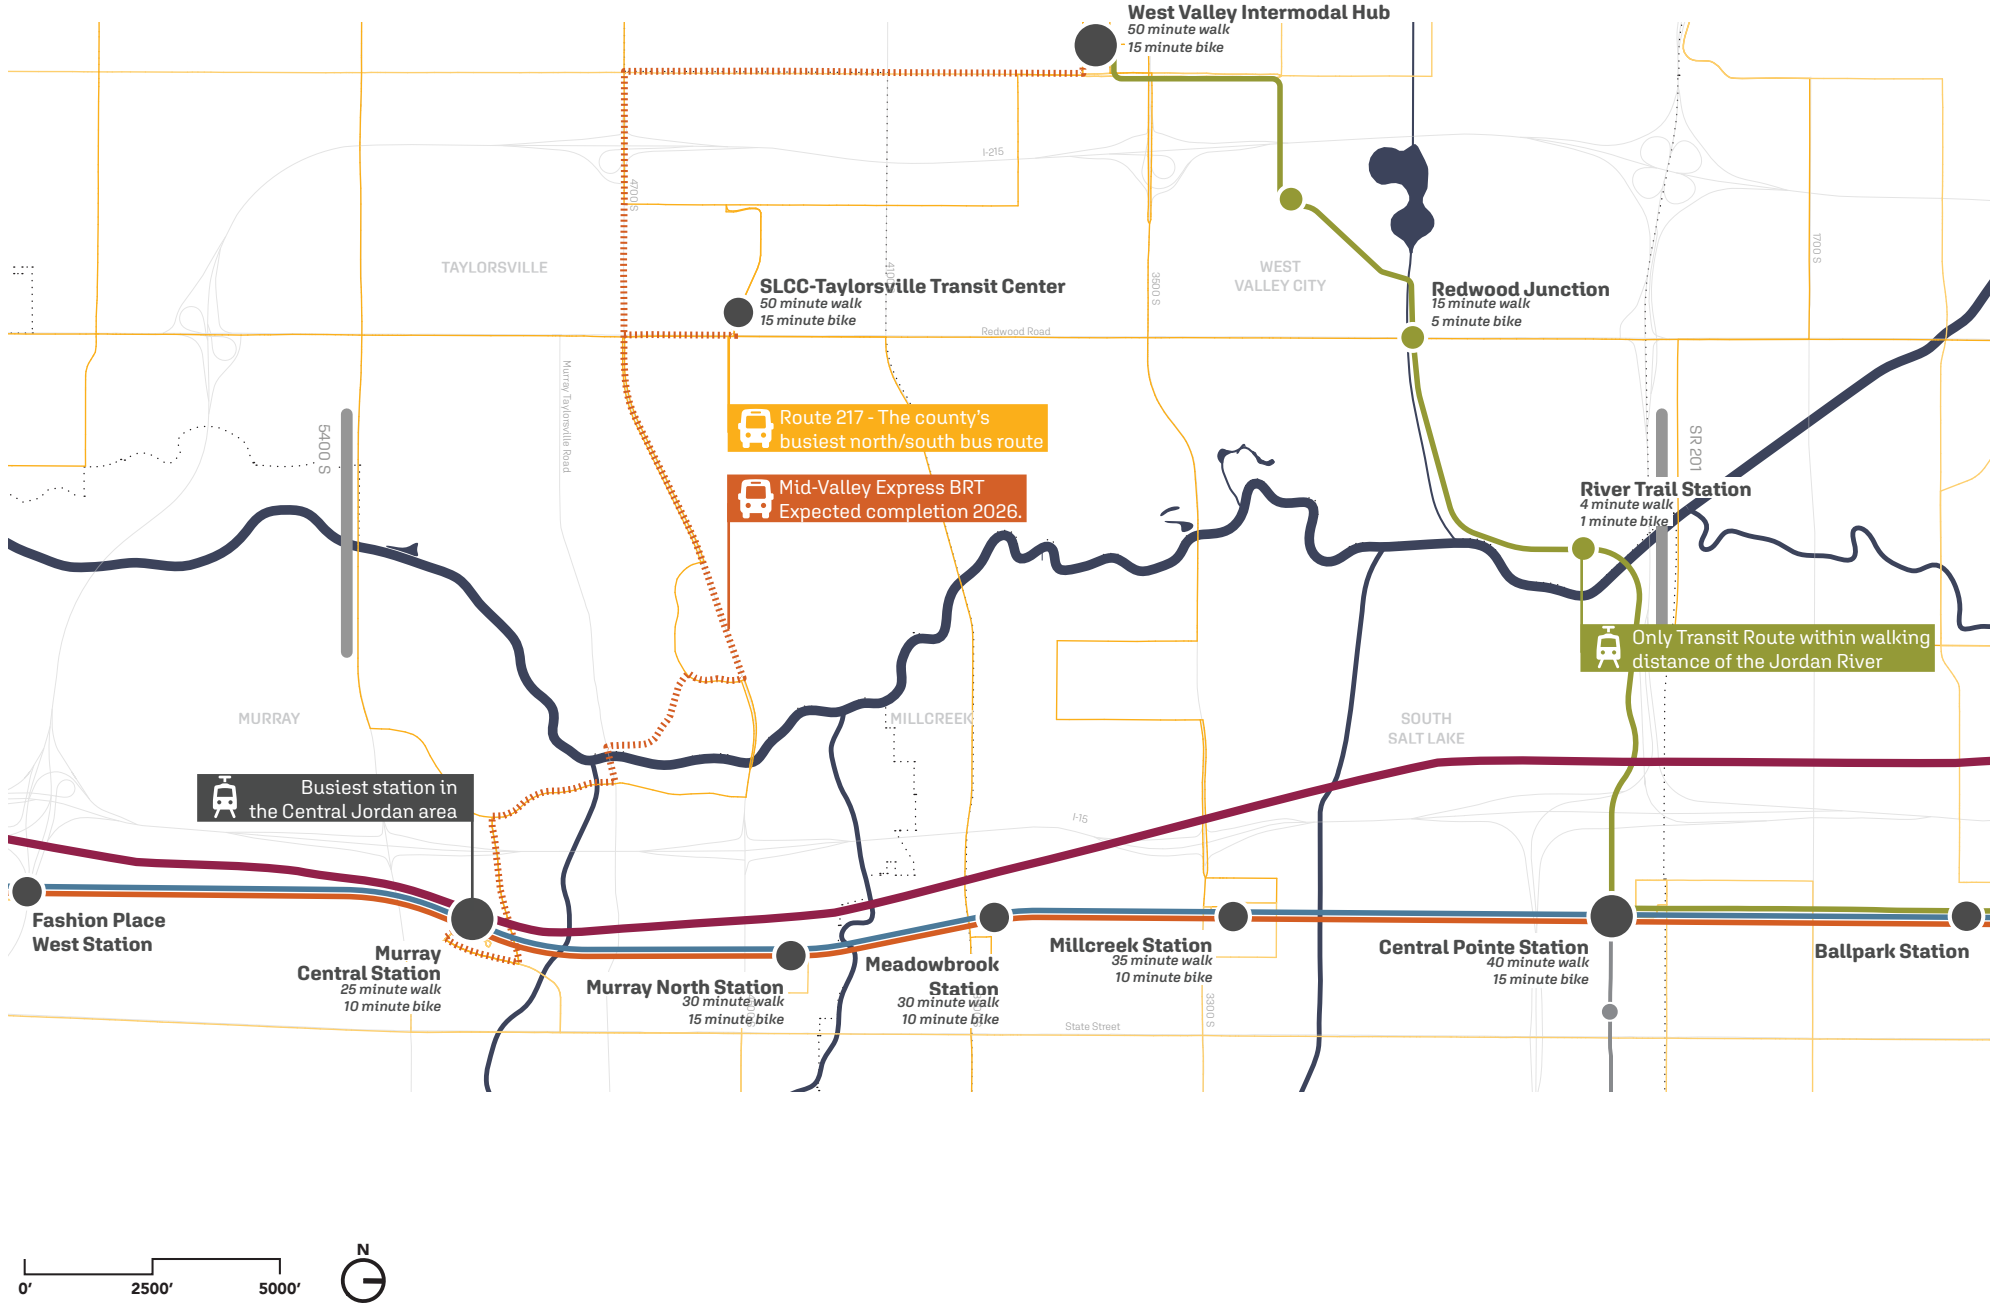 West Valley Intermodal Hub
50 minute walk
15 minute bike
I-215
4700 S
TAYLORSVILLE
SLCC-Taylorsville Transit Center
50 minute walk
15 minute bike
3500 S
WEST
VALLEY CITY
1700 S
Redwood Junction
15 minute walk
5 minute bike
Redwood Road
Murray Taylorsville Road
5400 S
Route 217 - The county's
busiest north/south bus route
SR 201
Mid-Valley Express BRT
Expected completion 2026.
River Trail Station
4 minute walk
1 minute bike
Only Transit Route within walking
distance of the Jordan River
MURRAY
MILLCREEK
SOUTH
SALT LAKE
Busiest station in
the Central Jordan area
I-15
Fashion Place
West Station
Murray
Central Station
25 minute walk
10 minute bike
Murray North Station
30 minute walk
15 minute bike
Meadowbrook
Station
30 minute walk
10 minute bike
Millcreek Station
35 minute walk
10 minute bike
3300 S
Central Pointe Station
40 minute walk
15 minute bike
Ballpark Station
State Street
N
0' 2500' 5000'